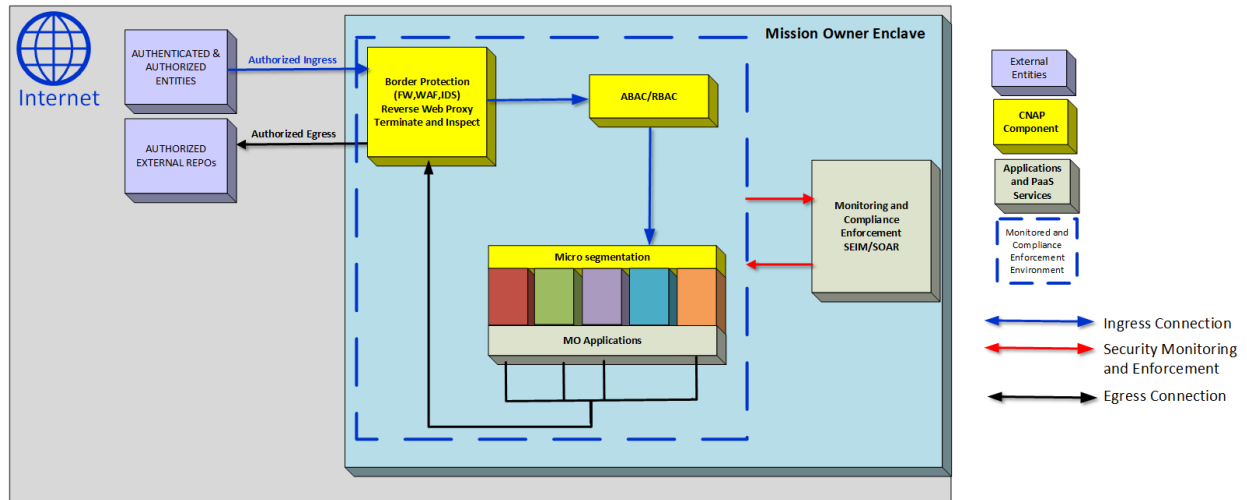 Internet
AUTHENTICATED &
AUTHORIZED
ENTITIES
AUTHORIZED
EXTERNAL REPOs
Authorized Ingress
Authorized Egress
Mission Owner Enclave
Border Protection
(FW,WAF,IDS)
Reverse Web Proxy
Terminate and Inspect
ABAC/RBAC
Micro segmentation
MO Applications
Monitoring and
Compliance
Enforcement
SEIM/SOAR
External
Entities
CNAP
Component
Applications
and PaaS
Services
Monitored and
Compliance
Enforcement
Environment
Ingress Connection
Security Monitoring
and Enforcement
Egress Connection